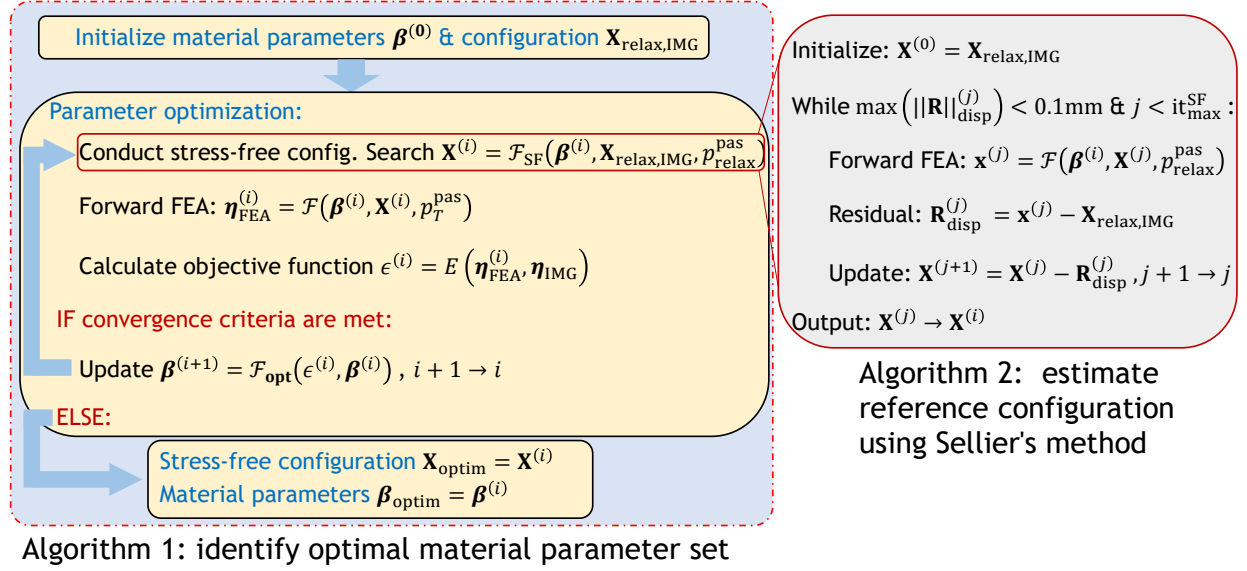 Initialize material parameters 𝜷⁽⁰⁾ & configuration 𝐗_relax,IMG
Parameter optimization:
Conduct stress-free config. Search 𝐗⁽ⁱ⁾ = ℱ_SF(𝜷⁽ⁱ⁾, 𝐗_relax,IMG, p_relax^pas)
Forward FEA: 𝜼_FEA^(i) = ℱ(𝜷⁽ⁱ⁾, 𝐗⁽ⁱ⁾, p_T^pas)
Calculate objective function ϵ⁽ⁱ⁾ = E(𝜼_FEA^(i), 𝜼_IMG)
IF convergence criteria are met:
Update 𝜷⁽ⁱ⁺¹⁾ = ℱ_opt(ϵ⁽ⁱ⁾, 𝜷⁽ⁱ⁾) , i + 1 → i
ELSE:
Stress-free configuration 𝐗_optim = 𝐗⁽ⁱ⁾
Material parameters 𝜷_optim = 𝜷⁽ⁱ⁾
Algorithm 1: identify optimal material parameter set
Initialize: 𝐗⁽⁰⁾ = 𝐗_relax,IMG
While max(||𝐑||_disp^(j)) < 0.1mm & j < it_max^SF :
Forward FEA: 𝐱⁽ʲ⁾ = ℱ(𝜷⁽ⁱ⁾, 𝐗⁽ʲ⁾, p_relax^pas)
Residual: 𝐑_disp^(j) = 𝐱⁽ʲ⁾ − 𝐗_relax,IMG
Update: 𝐗⁽ʲ⁺¹⁾ = 𝐗⁽ʲ⁾ − 𝐑_disp^(j) , j + 1 → j
Output: 𝐗⁽ʲ⁾ → 𝐗⁽ⁱ⁾
Algorithm 2: estimate
reference configuration
using Sellier's method